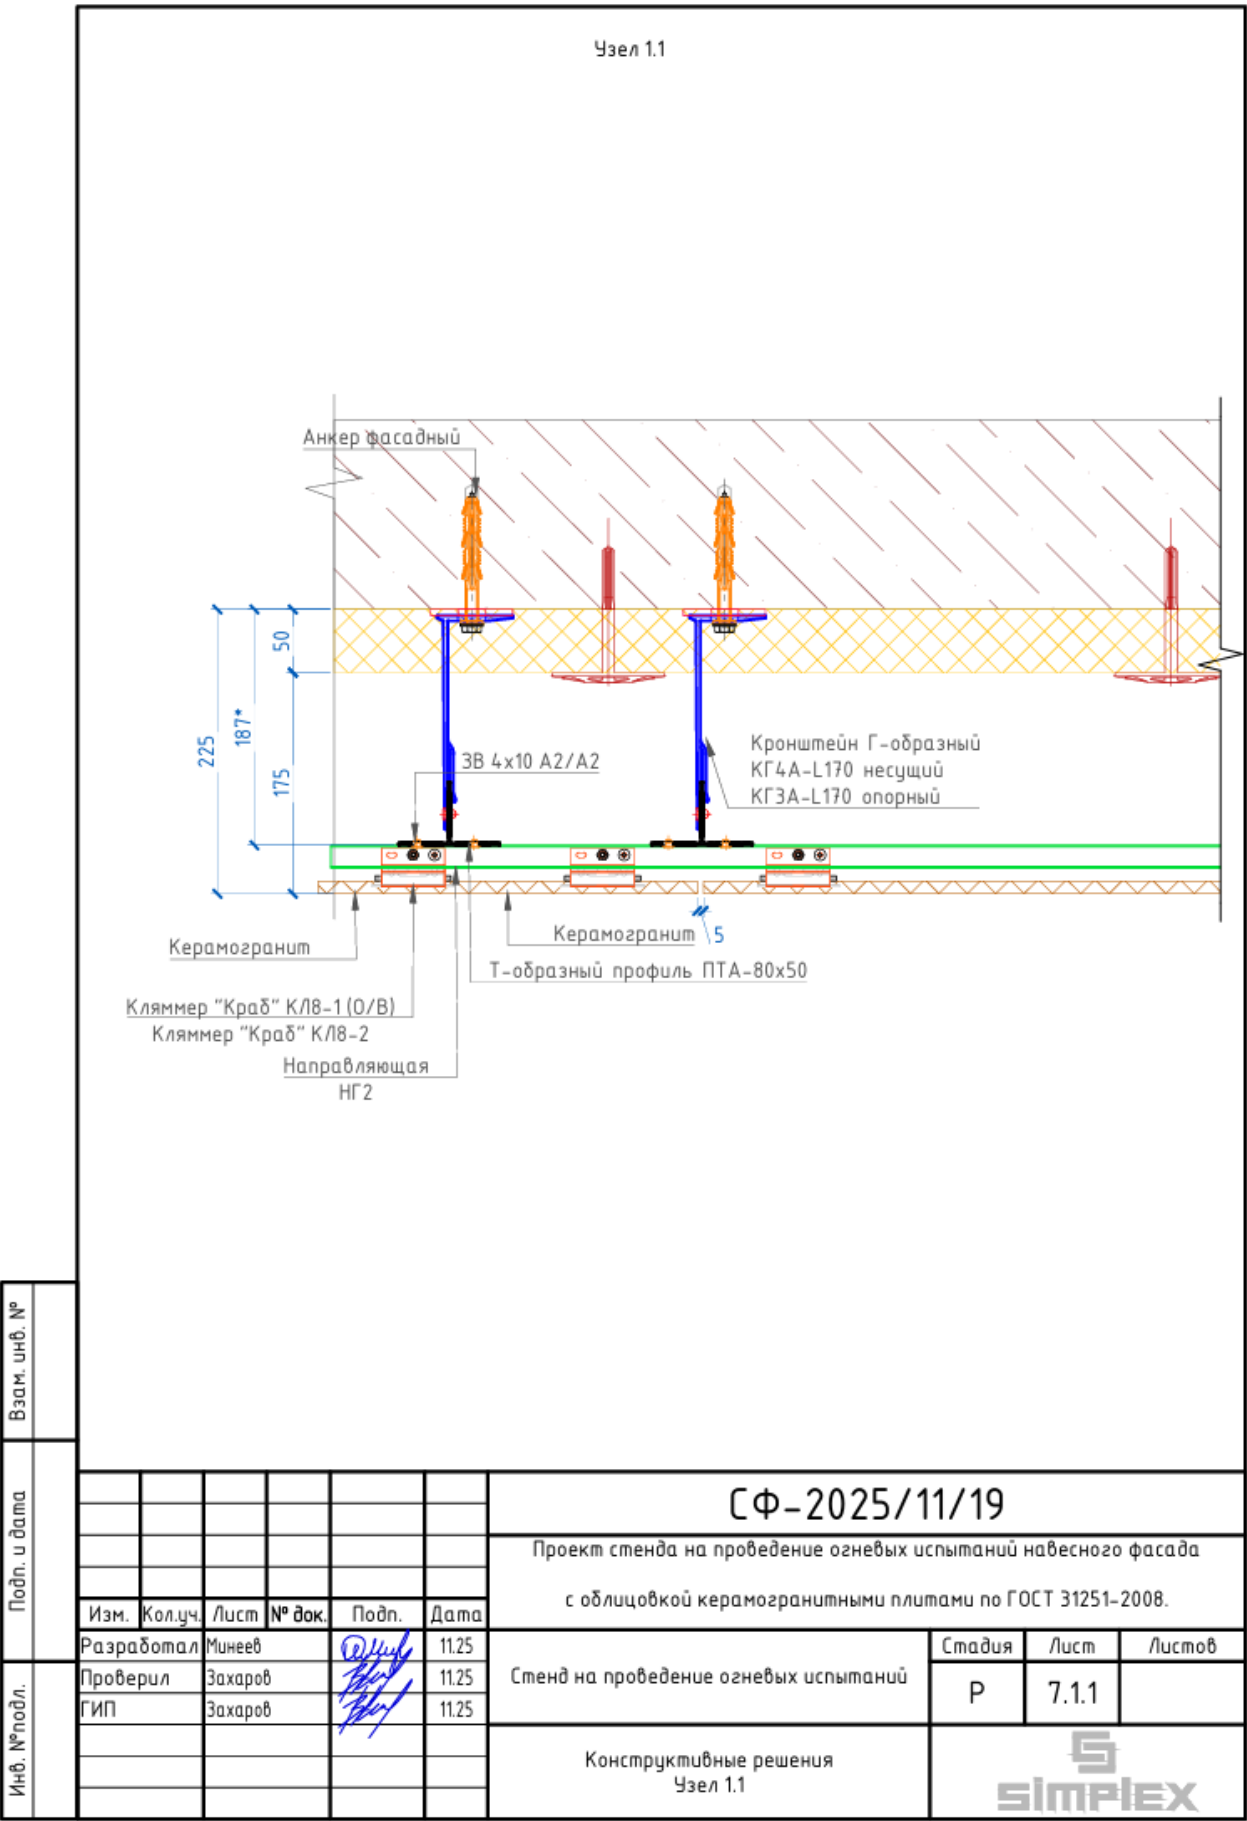 Узел 1.1
Анкер фасадный
50
187*
225
175
ЗВ 4х10 А2/А2
Кронштейн Г-образный
КГ4А-L170 несущий
КГ3А-L170 опорный
Керамогранит
Керамогранит
5
Т-образный профиль ПТА-80х50
Кляммер "Краб" КЛ8-1 (О/В)
Кляммер "Краб" КЛ8-2
Направляющая
НГ2
Взам. инв. №
Подп. и дата
Инв. №подл.
СФ-2025/11/19
Проект стенда на проведение огневых испытаний навесного фасада
с облицовкой керамогранитными плитами по ГОСТ 31251-2008.
Изм. Кол.уч. Лист № док. Подп. Дата
Разработал Минеев 11.25
Проверил Захаров 11.25
ГИП Захаров 11.25
Стенд на проведение огневых испытаний
Стадия Лист Листов
Р 7.1.1
Конструктивные решения
Узел 1.1
simplex